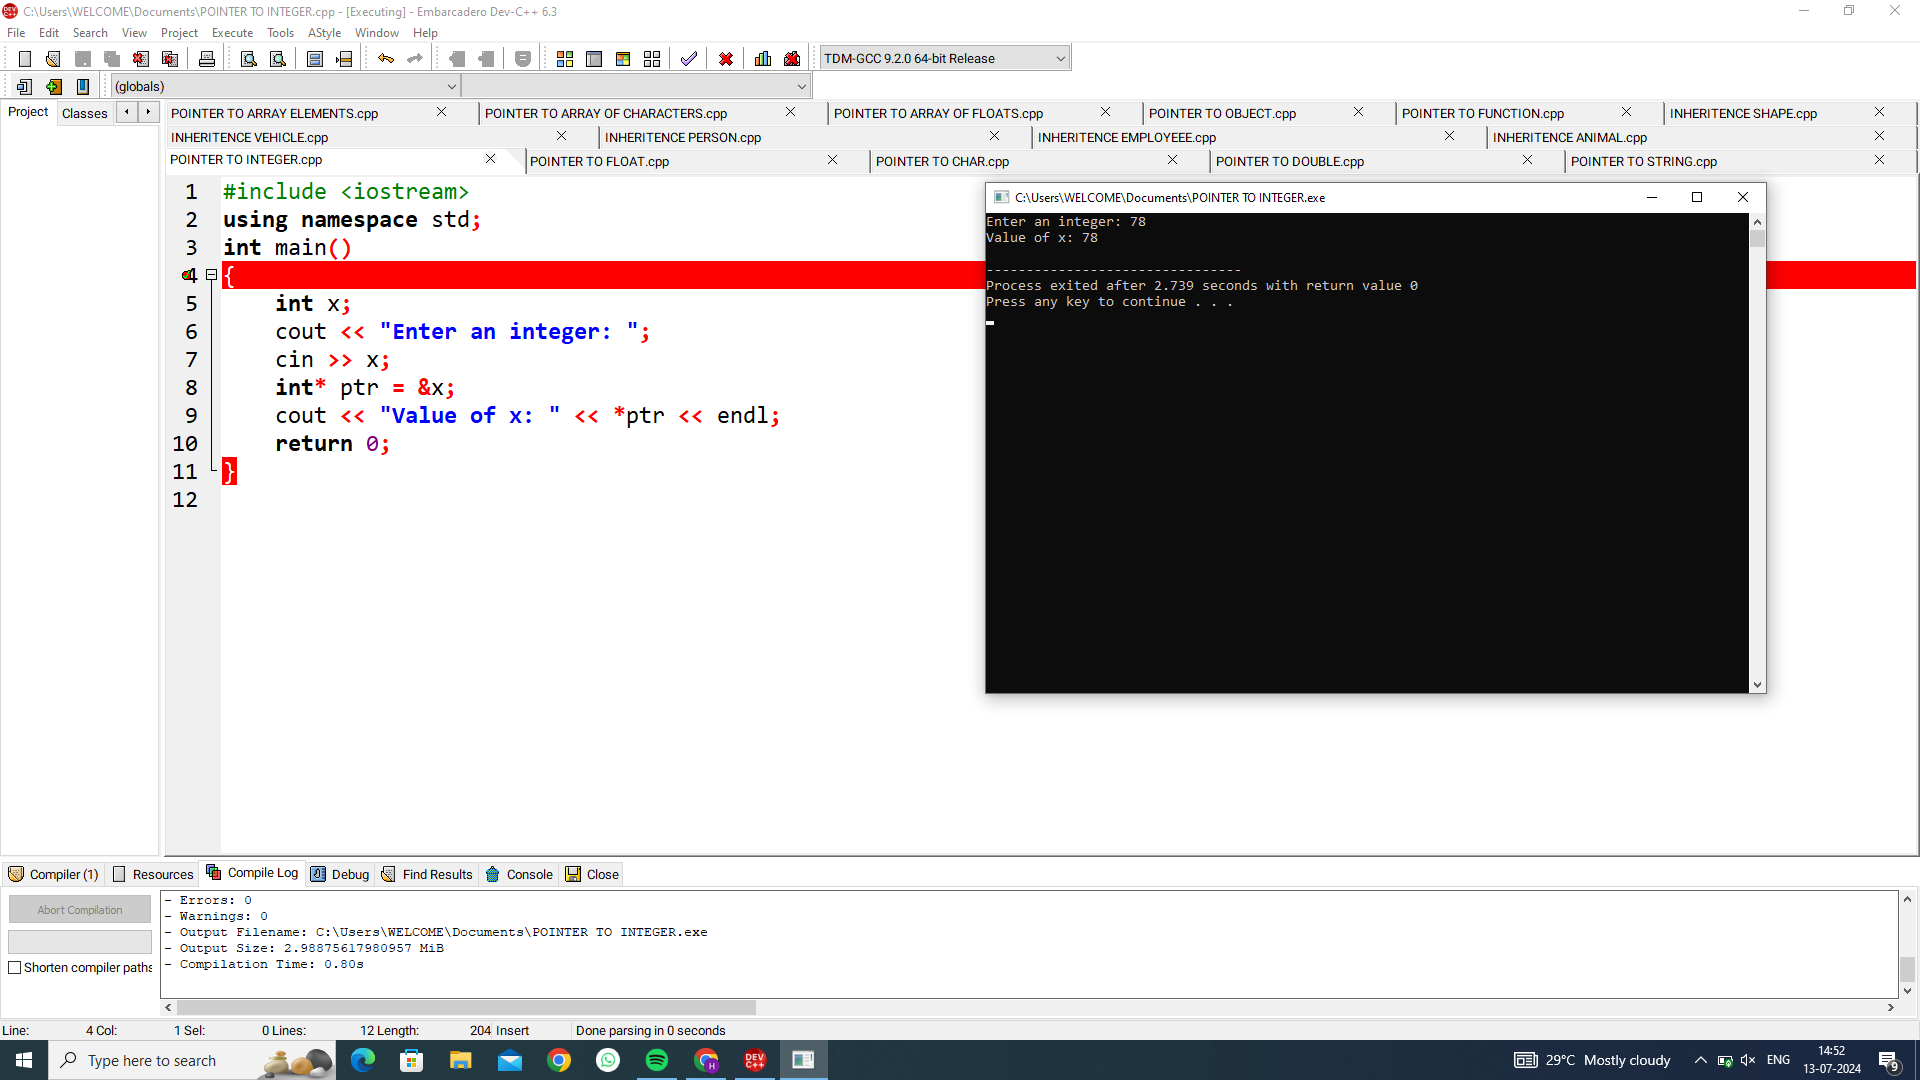 C:\Users\WELCOME\Documents\POINTER TO INTEGER.cpp - [Executing] - Embarcadero Dev-C++ 6.3
File Edit Search View Project Execute Tools AStyle Window Help
TDM-GCC 9.2.0 64-bit Release
(globals)
Project Classes
POINTER TO ARRAY ELEMENTS.cpp POINTER TO ARRAY OF CHARACTERS.cpp POINTER TO ARRAY OF FLOATS.cpp POINTER TO OBJECT.cpp POINTER TO FUNCTION.cpp INHERITENCE SHAPE.cpp
INHERITENCE VEHICLE.cpp INHERITENCE PERSON.cpp INHERITENCE EMPLOYEEE.cpp INHERITENCE ANIMAL.cpp
POINTER TO INTEGER.cpp POINTER TO FLOAT.cpp POINTER TO CHAR.cpp POINTER TO DOUBLE.cpp POINTER TO STRING.cpp
1 #include <iostream>
2 using namespace std;
3 int main()
4 {
5 int x;
6 cout << "Enter an integer: ";
7 cin >> x;
8 int* ptr = &x;
9 cout << "Value of x: " << *ptr << endl;
10 return 0;
11 }
12
C:\Users\WELCOME\Documents\POINTER TO INTEGER.exe
Enter an integer: 78
Value of x: 78
--------------------------------
Process exited after 2.739 seconds with return value 0
Press any key to continue . . .
Compiler (1) Resources Compile Log Debug Find Results Console Close
Abort Compilation
Shorten compiler paths
- Errors: 0
- Warnings: 0
- Output Filename: C:\Users\WELCOME\Documents\POINTER TO INTEGER.exe
- Output Size: 2.98875617980957 MiB
- Compilation Time: 0.80s
Line: 4 Col: 1 Sel: 0 Lines: 12 Length: 204 Insert Done parsing in 0 seconds
Type here to search
DEV C++
H
29°C Mostly cloudy
ENG
14:52
13-07-2024
9